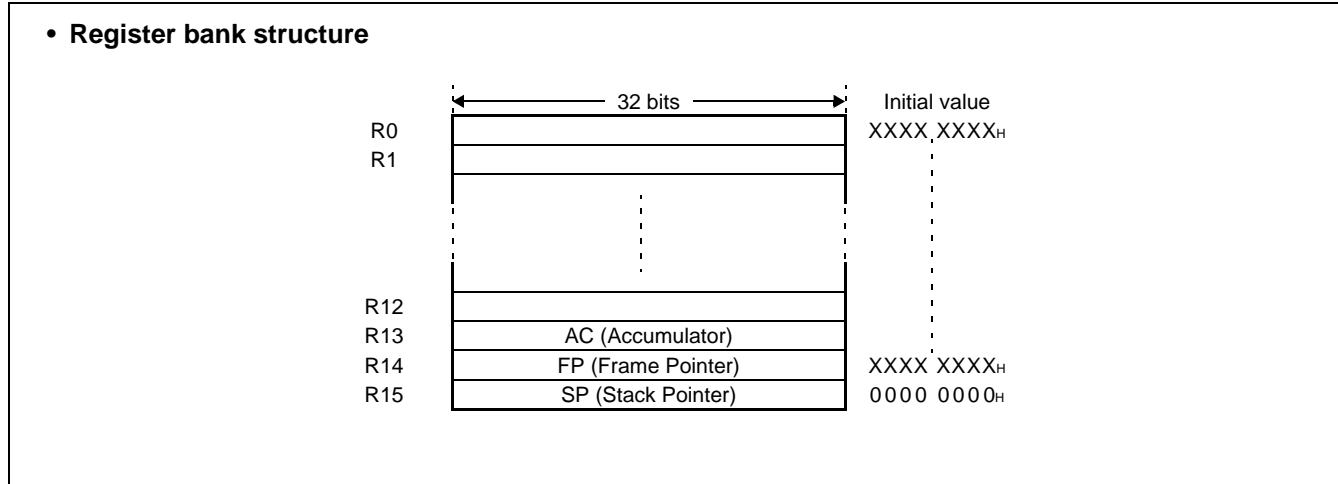 • Register bank structure
32 bits Initial value
R0 XXXX XXXXH
R1
R12
R13 AC (Accumulator)
R14 FP (Frame Pointer) XXXX XXXXH
R15 SP (Stack Pointer) 0000 0000H